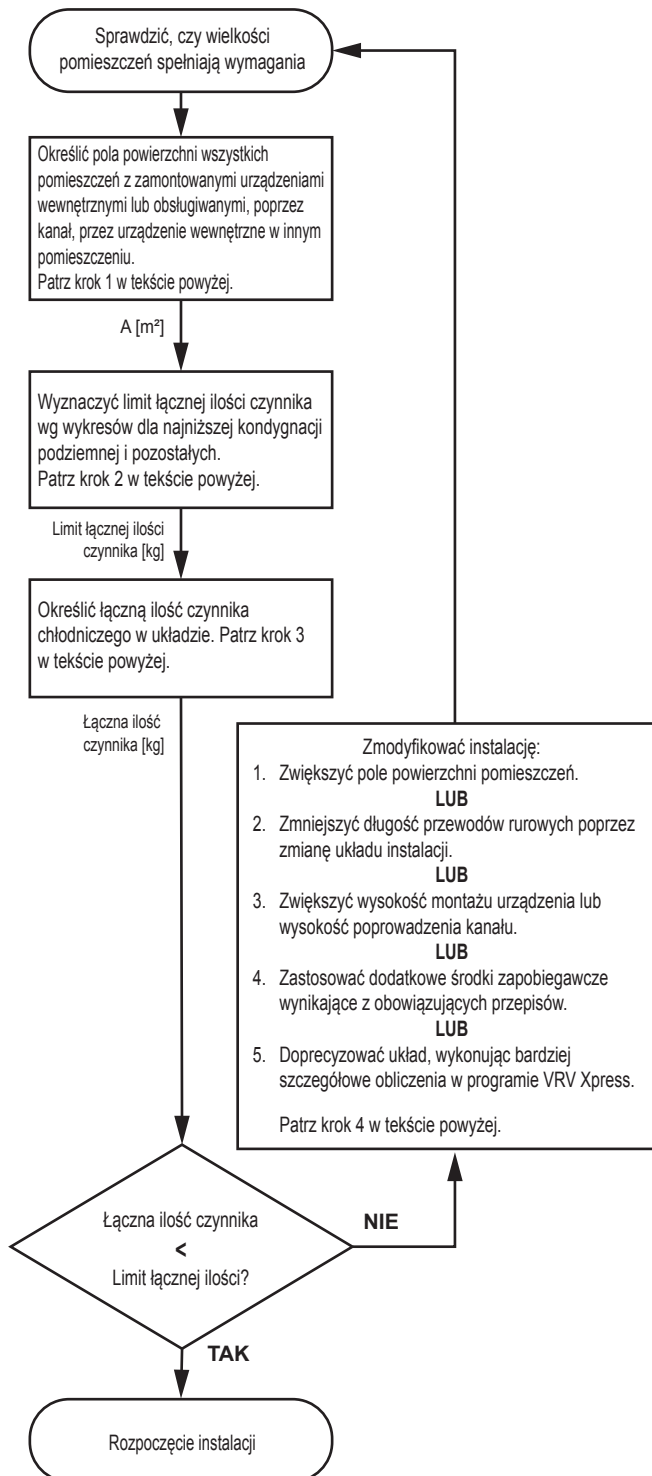 Sprawdzić, czy wielkości
pomieszczeń spełniają wymagania
Określić pola powierzchni wszystkich
pomieszczeń z zamontowanymi urządzeniami
wewnętrznymi lub obsługiwanymi, poprzez
kanał, przez urządzenie wewnętrzne w innym
pomieszczeniu.
Patrz krok 1 w tekście powyżej.
A [m²]
Wyznaczyć limit łącznej ilości czynnika
wg wykresów dla najniższej kondygnacji
podziemnej i pozostałych.
Patrz krok 2 w tekście powyżej.
Limit łącznej ilości
czynnika [kg]
Określić łączną ilość czynnika
chłodniczego w układzie. Patrz krok 3
w tekście powyżej.
Łączna ilość
czynnika [kg]
Zmodyfikować instalację:
1. Zwiększyć pole powierzchni pomieszczeń.
LUB
2. Zmniejszyć długość przewodów rurowych poprzez
zmianę układu instalacji.
LUB
3. Zwiększyć wysokość montażu urządzenia lub
wysokość poprowadzenia kanału.
LUB
4. Zastosować dodatkowe środki zapobiegawcze
wynikające z obowiązujących przepisów.
LUB
5. Doprecyzować układ, wykonując bardziej
szczegółowe obliczenia w programie VRV Xpress.
Patrz krok 4 w tekście powyżej.
Łączna ilość czynnika
<
Limit łącznej ilości?
NIE
TAK
Rozpoczęcie instalacji